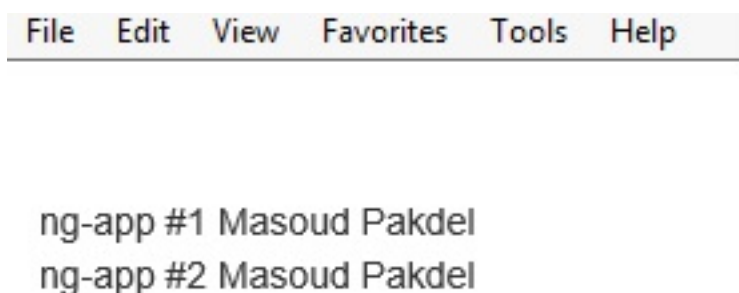 File Edit View Favorites Tools Help
ng-app #1 Masoud Pakdel
ng-app #2 Masoud Pakdel